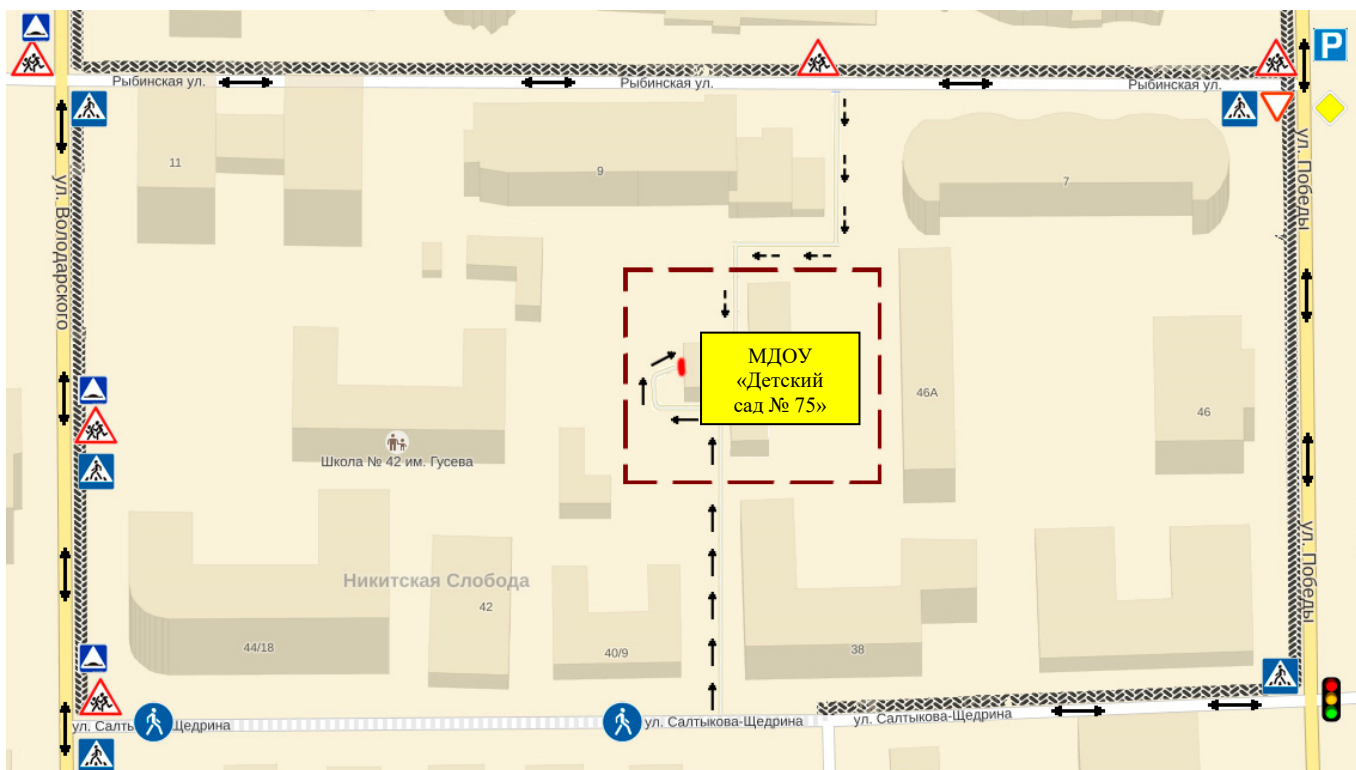 P
Рыбинская ул.
Рыбинская ул.
Рыбинская ул.
11
9
7
ул. Победы
ул. Володарского
МДОУ
«Детский
сад № 75»
46А
46
Школа № 42 им. Гусева
Никитская Слобода
42
44/18
40/9
38
ул. Победы
ул. Салты
Щедрина
ул. Салтыкова-Щедрина
ул. Салтыкова-Щедрина